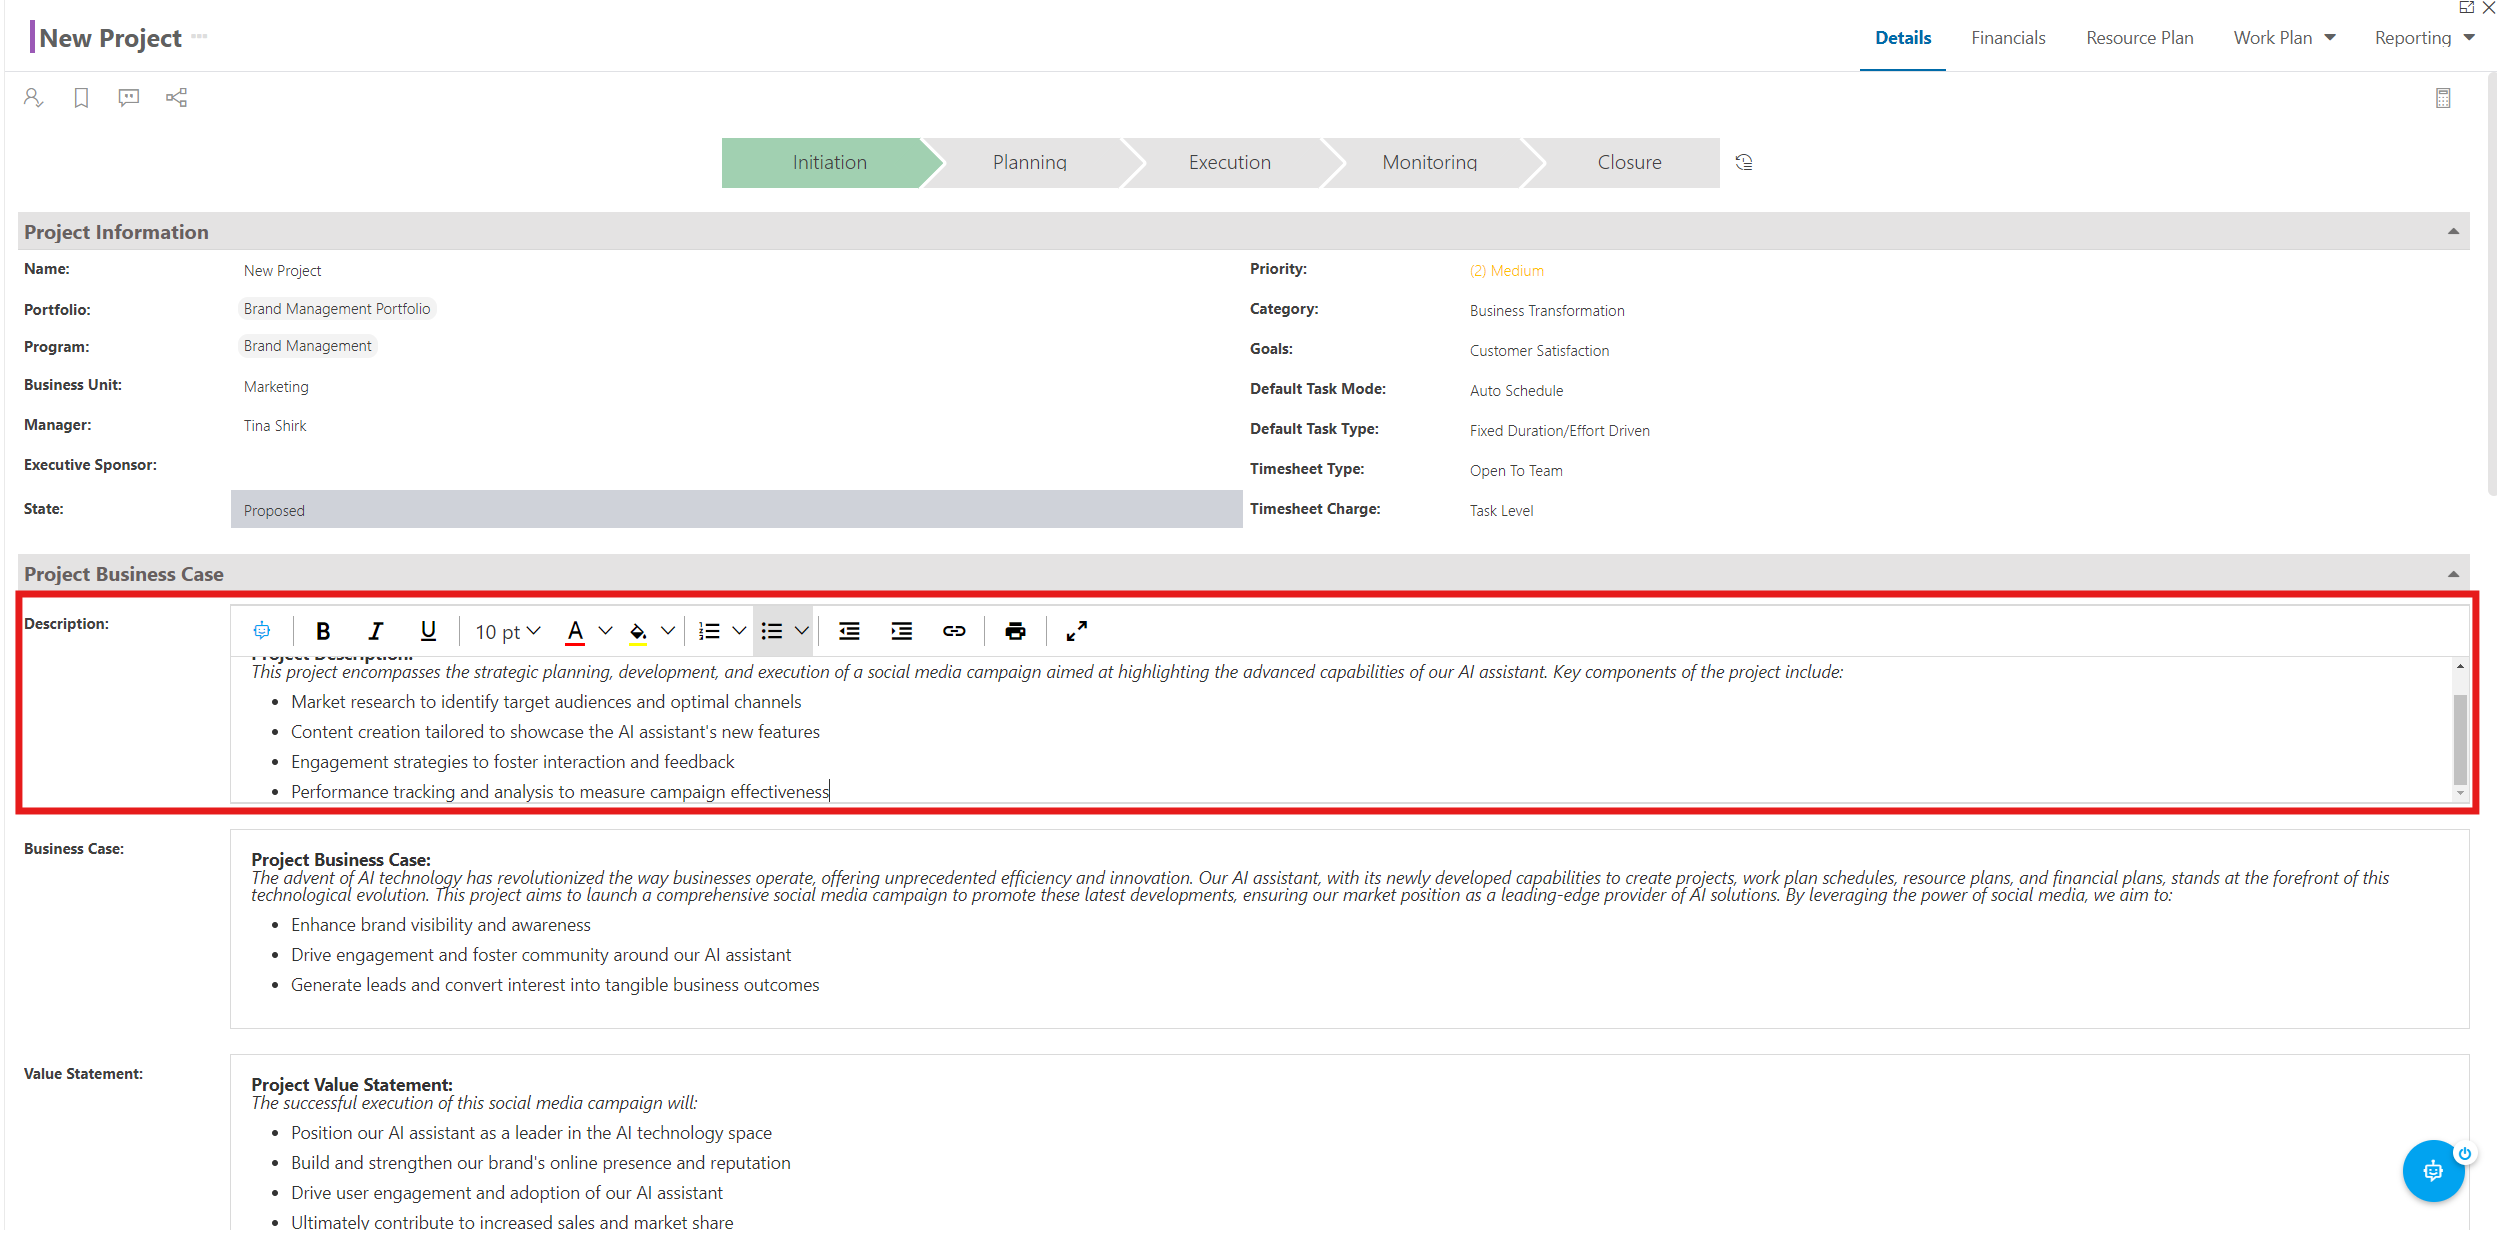 New Project
Details Financials Resource Plan Work Plan Reporting
Initiation Planning Execution Monitoring Closure
Project Information
Name: New Project
Priority: (2) Medium
Portfolio: Brand Management Portfolio
Category: Business Transformation
Program: Brand Management
Goals: Customer Satisfaction
Business Unit: Marketing
Default Task Mode: Auto Schedule
Manager: Tina Shirk
Default Task Type: Fixed Duration/Effort Driven
Executive Sponsor:
Timesheet Type: Open To Team
State: Proposed
Timesheet Charge: Task Level
Project Business Case
Description:
B I U 10 pt A
Project Description:
This project encompasses the strategic planning, development, and execution of a social media campaign aimed at highlighting the advanced capabilities of our AI assistant. Key components of the project include:
• Market research to identify target audiences and optimal channels
• Content creation tailored to showcase the AI assistant's new features
• Engagement strategies to foster interaction and feedback
• Performance tracking and analysis to measure campaign effectiveness
Business Case:
Project Business Case:
The advent of AI technology has revolutionized the way businesses operate, offering unprecedented efficiency and innovation. Our AI assistant, with its newly developed capabilities to create projects, work plan schedules, resource plans, and financial plans, stands at the forefront of this
technological evolution. This project aims to launch a comprehensive social media campaign to promote these latest developments, ensuring our market position as a leading-edge provider of AI solutions. By leveraging the power of social media, we aim to:
• Enhance brand visibility and awareness
• Drive engagement and foster community around our AI assistant
• Generate leads and convert interest into tangible business outcomes
Value Statement:
Project Value Statement:
The successful execution of this social media campaign will:
• Position our AI assistant as a leader in the AI technology space
• Build and strengthen our brand's online presence and reputation
• Drive user engagement and adoption of our AI assistant
• Ultimately contribute to increased sales and market share